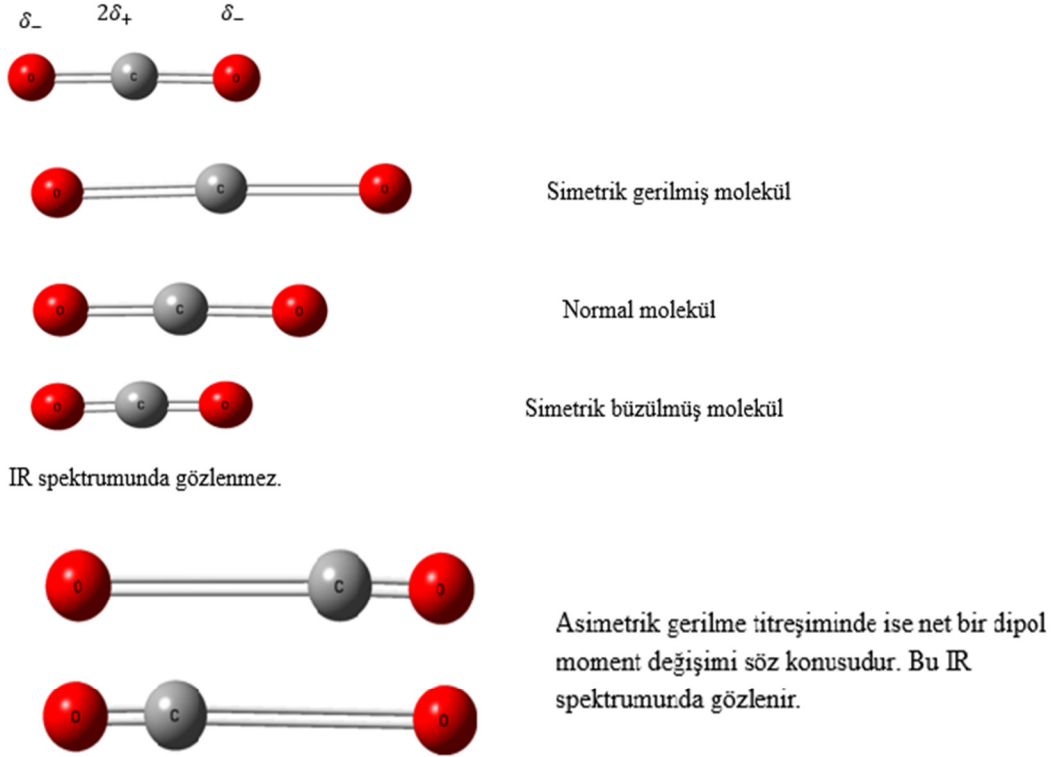 δ₋ 2δ₊ δ₋
O C O
O C O
Simetrik gerilmiş molekül
O C O
Normal molekül
O C O
Simetrik büzülmüş molekül
IR spektrumunda gözlenmez.
O C O
O C O
Asimetrik gerilme titreşiminde ise net bir dipol
moment değişimi söz konusudur. Bu IR
spektrumunda gözlenir.